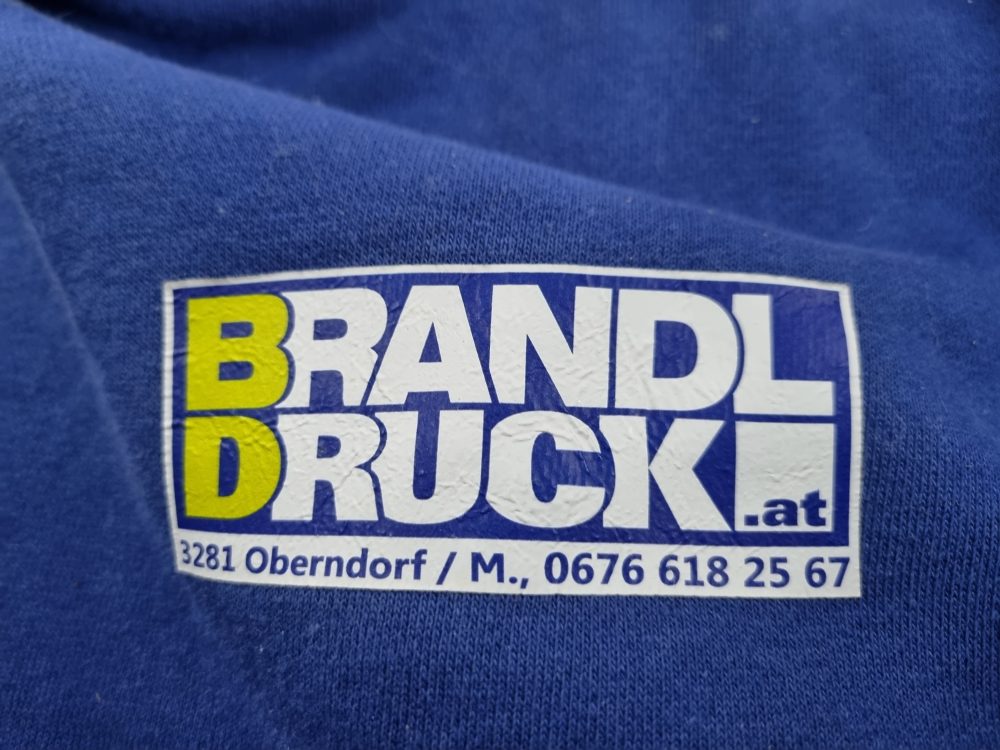 BRANDL
DRUCK.at
3281 Oberndorf / M., 0676 618 25 67